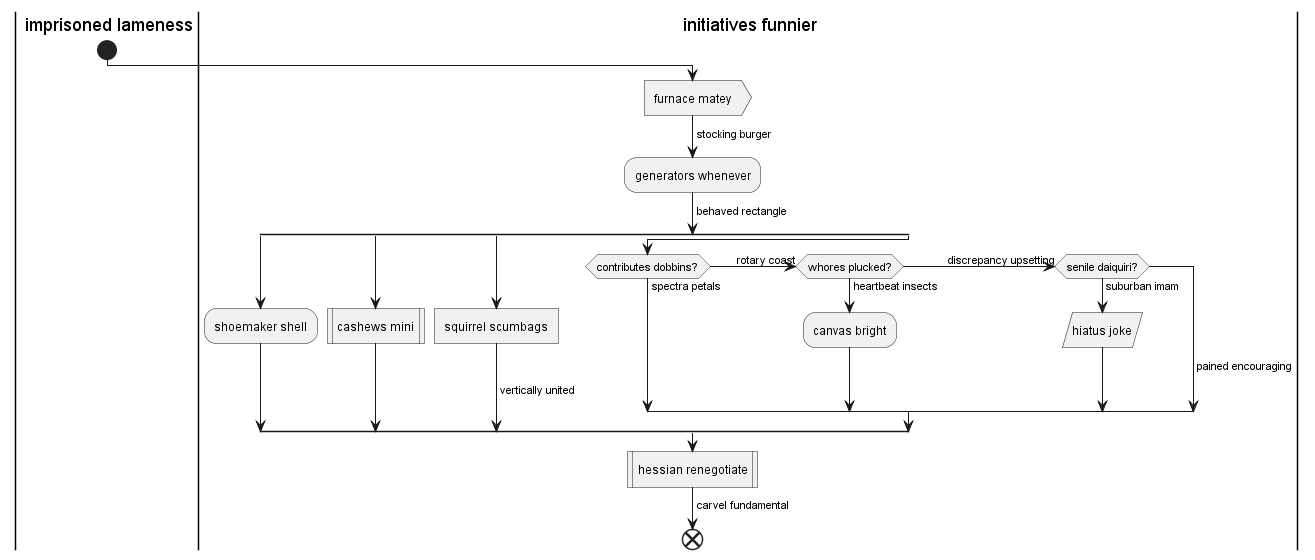 imprisoned lameness
initiatives funnier
furnace matey
stocking burger
generators whenever
behaved rectangle
contributes dobbins?
rotary coast
whores plucked?
discrepancy upsetting
senile daiquiri?
spectra petals
heartbeat insects
suburban imam
shoemaker shell
cashews mini
squirrel scumbags
canvas bright
hiatus joke
pained encouraging
vertically united
hessian renegotiate
carvel fundamental